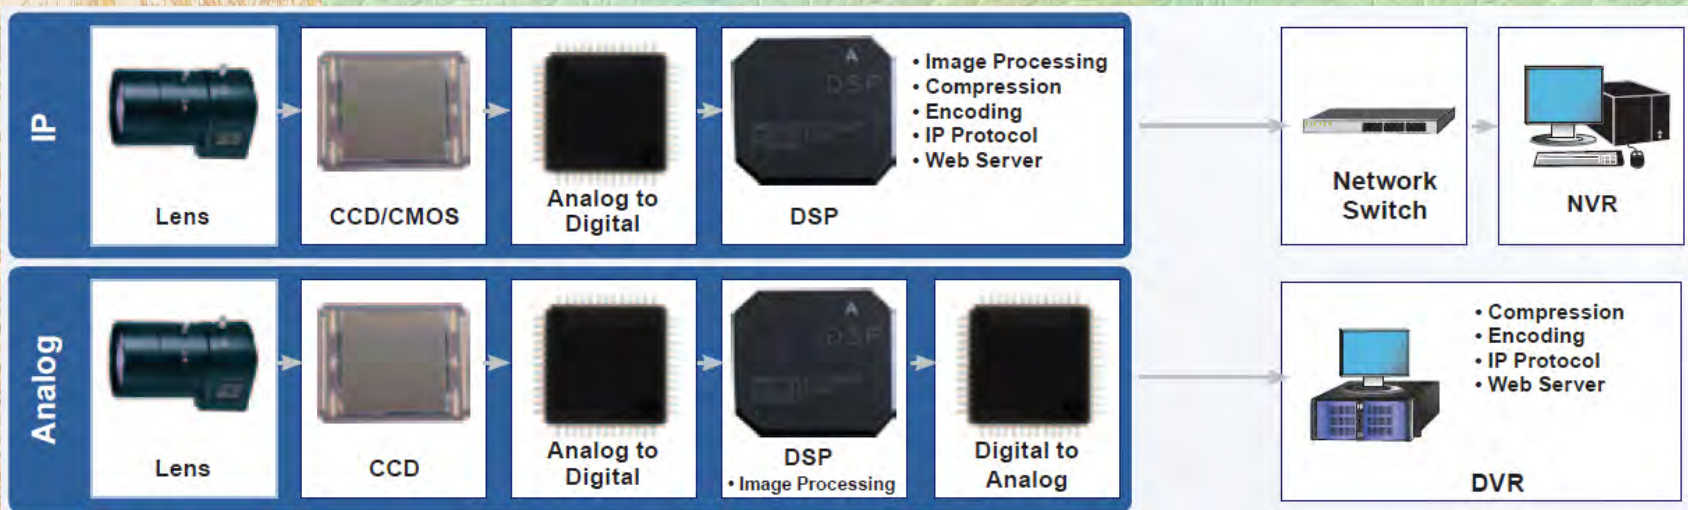 IP
Lens
CCD/CMOS
Analog to
Digital
A
DSP
DSP
• Image Processing
• Compression
• Encoding
• IP Protocol
• Web Server
Network
Switch
NVR
Analog
Lens
CCD
Analog to
Digital
A
DSP
DSP
• Image Processing
Digital to
Analog
• Compression
• Encoding
• IP Protocol
• Web Server
DVR